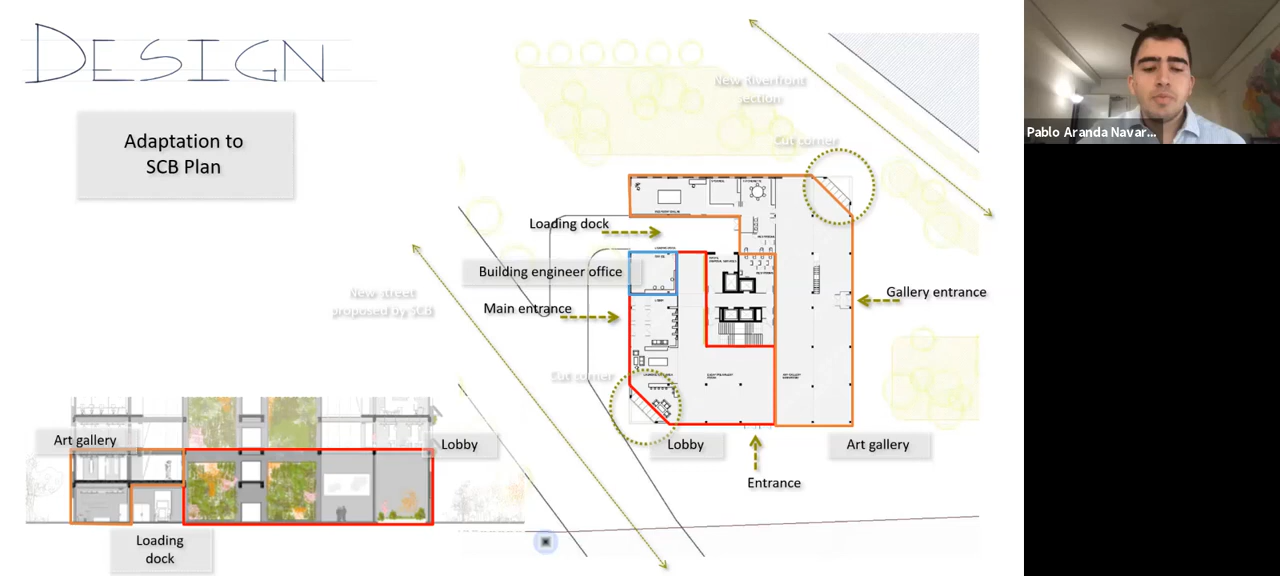 DESIGN
Adaptation to
SCB Plan
New Riverfront
section
Cut corner
Loading dock
Building engineer office
Main entrance
Gallery entrance
New street
proposed by SCB
Cut corner
Lobby
Art gallery
Entrance
Art gallery
Lobby
Loading
dock
Pablo Aranda Navar...